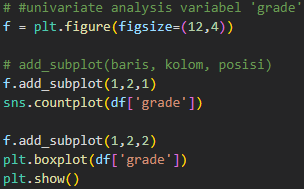 # #univariate analysis variabel 'grade'
f = plt.figure(figsize=(12,4))
# add_subplot(baris, kolom, posisi)
f.add_subplot(1,2,1)
sns.countplot(df['grade'])
f.add_subplot(1,2,2)
plt.boxplot(df['grade'])
plt.show()